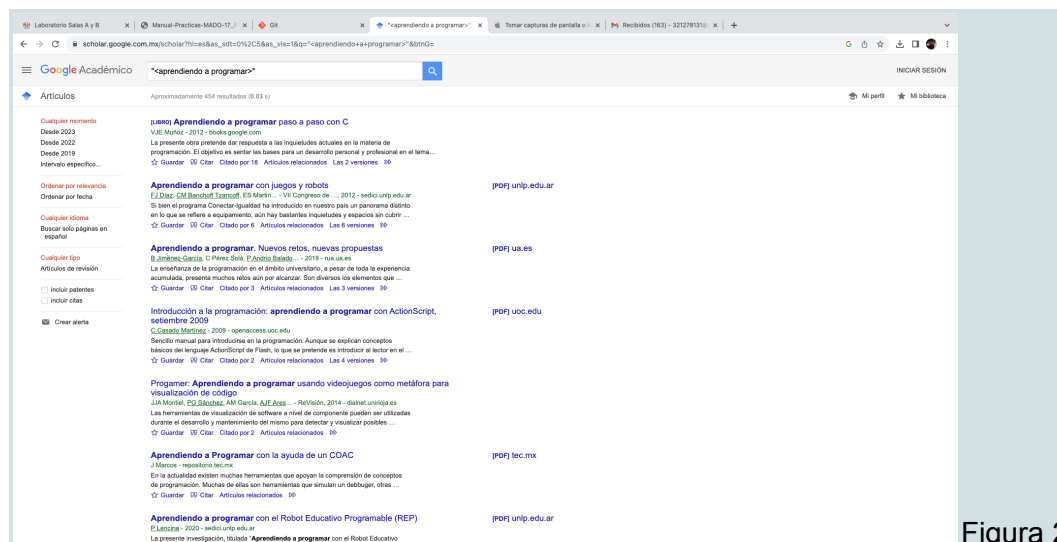 Laboratorio Salas A y B
Manual-Practicas-MADO-17_F
Git
"<aprendiendo a programar>"
Tomar capturas de pantalla o
Recibidos (163) - 321278131@
scholar.google.com.mx/scholar?hl=es&as_sdt=0%2C5&as_vis=1&q="<aprendiendo+a+programar>"&btnG=
Google Académico
"<aprendiendo a programar>"
INICIAR SESIÓN
Artículos
Aproximadamente 454 resultados (0.03 s)
Mi perfil
Mi biblioteca
Cualquier momento
Desde 2023
Desde 2022
Desde 2019
Intervalo específico...
Ordenar por relevancia
Ordenar por fecha
Cualquier idioma
Buscar solo páginas en
español
Cualquier tipo
Artículos de revisión
incluir patentes
incluir citas
Crear alerta
[LIBRO] Aprendiendo a programar paso a paso con C
VJE Muñoz - 2012 - books.google.com
La presente obra pretende dar respuesta a las inquietudes actuales en la materia de
programación. El objetivo es sentar las bases para un desarrollo personal y profesional en el tema…
Guardar Citar Citado por 18 Artículos relacionados Las 2 versiones
Aprendiendo a programar con juegos y robots
[PDF] unlp.edu.ar
FJ Díaz, CM Banchoff Tzancoff, ES Martin… - VII Congreso de …, 2012 - sedici.unlp.edu.ar
Si bien el programa Conectar-Igualdad ha introducido en nuestro país un panorama distinto
en lo que se refiere a equipamiento, aún hay bastantes inquietudes y espacios sin cubrir …
Guardar Citar Citado por 6 Artículos relacionados Las 6 versiones
Aprendiendo a programar. Nuevos retos, nuevas propuestas
[PDF] ua.es
B Jiménez-García, C Pérez Solà, P Andrio Balado… - 2019 - rua.ua.es
La enseñanza de la programación en el ámbito universitario, a pesar de toda la experiencia
acumulada, presenta muchos retos aún por alcanzar. Son diversos los elementos que …
Guardar Citar Citado por 3 Artículos relacionados Las 3 versiones
Introducción a la programación: aprendiendo a programar con ActionScript,
setiembre 2009
[PDF] uoc.edu
C Casado Martínez - 2009 - openaccess.uoc.edu
Sencillo manual para introducirse en la programación. Aunque se explican conceptos
básicos del lenguaje ActionScript de Flash, lo que se pretende es introducir al lector en el …
Guardar Citar Citado por 2 Artículos relacionados Las 4 versiones
Progamer: Aprendiendo a programar usando videojuegos como metáfora para
visualización de código
JJA Montiel, PG Sánchez, AM García, AJF Ares… - ReVisión, 2014 - dialnet.unirioja.es
Las herramientas de visualización de software a nivel de componente pueden ser utilizadas
durante el desarrollo y mantenimiento del mismo para detectar y visualizar posibles …
Guardar Citar Citado por 2 Artículos relacionados
Aprendiendo a Programar con la ayuda de un COAC
[PDF] tec.mx
J Marcos - repositorio.tec.mx
En la actualidad existen muchas herramientas que apoyan la comprensión de conceptos
de programación. Muchas de ellas son herramientas que simulan un debbuger, otras …
Guardar Citar Artículos relacionados
Aprendiendo a programar con el Robot Educativo Programable (REP)
[PDF] unlp.edu.ar
P Lencina - 2020 - sedici.unlp.edu.ar
La presente investigación, titulada "Aprendiendo a programar con el Robot Educativo
Figura 2